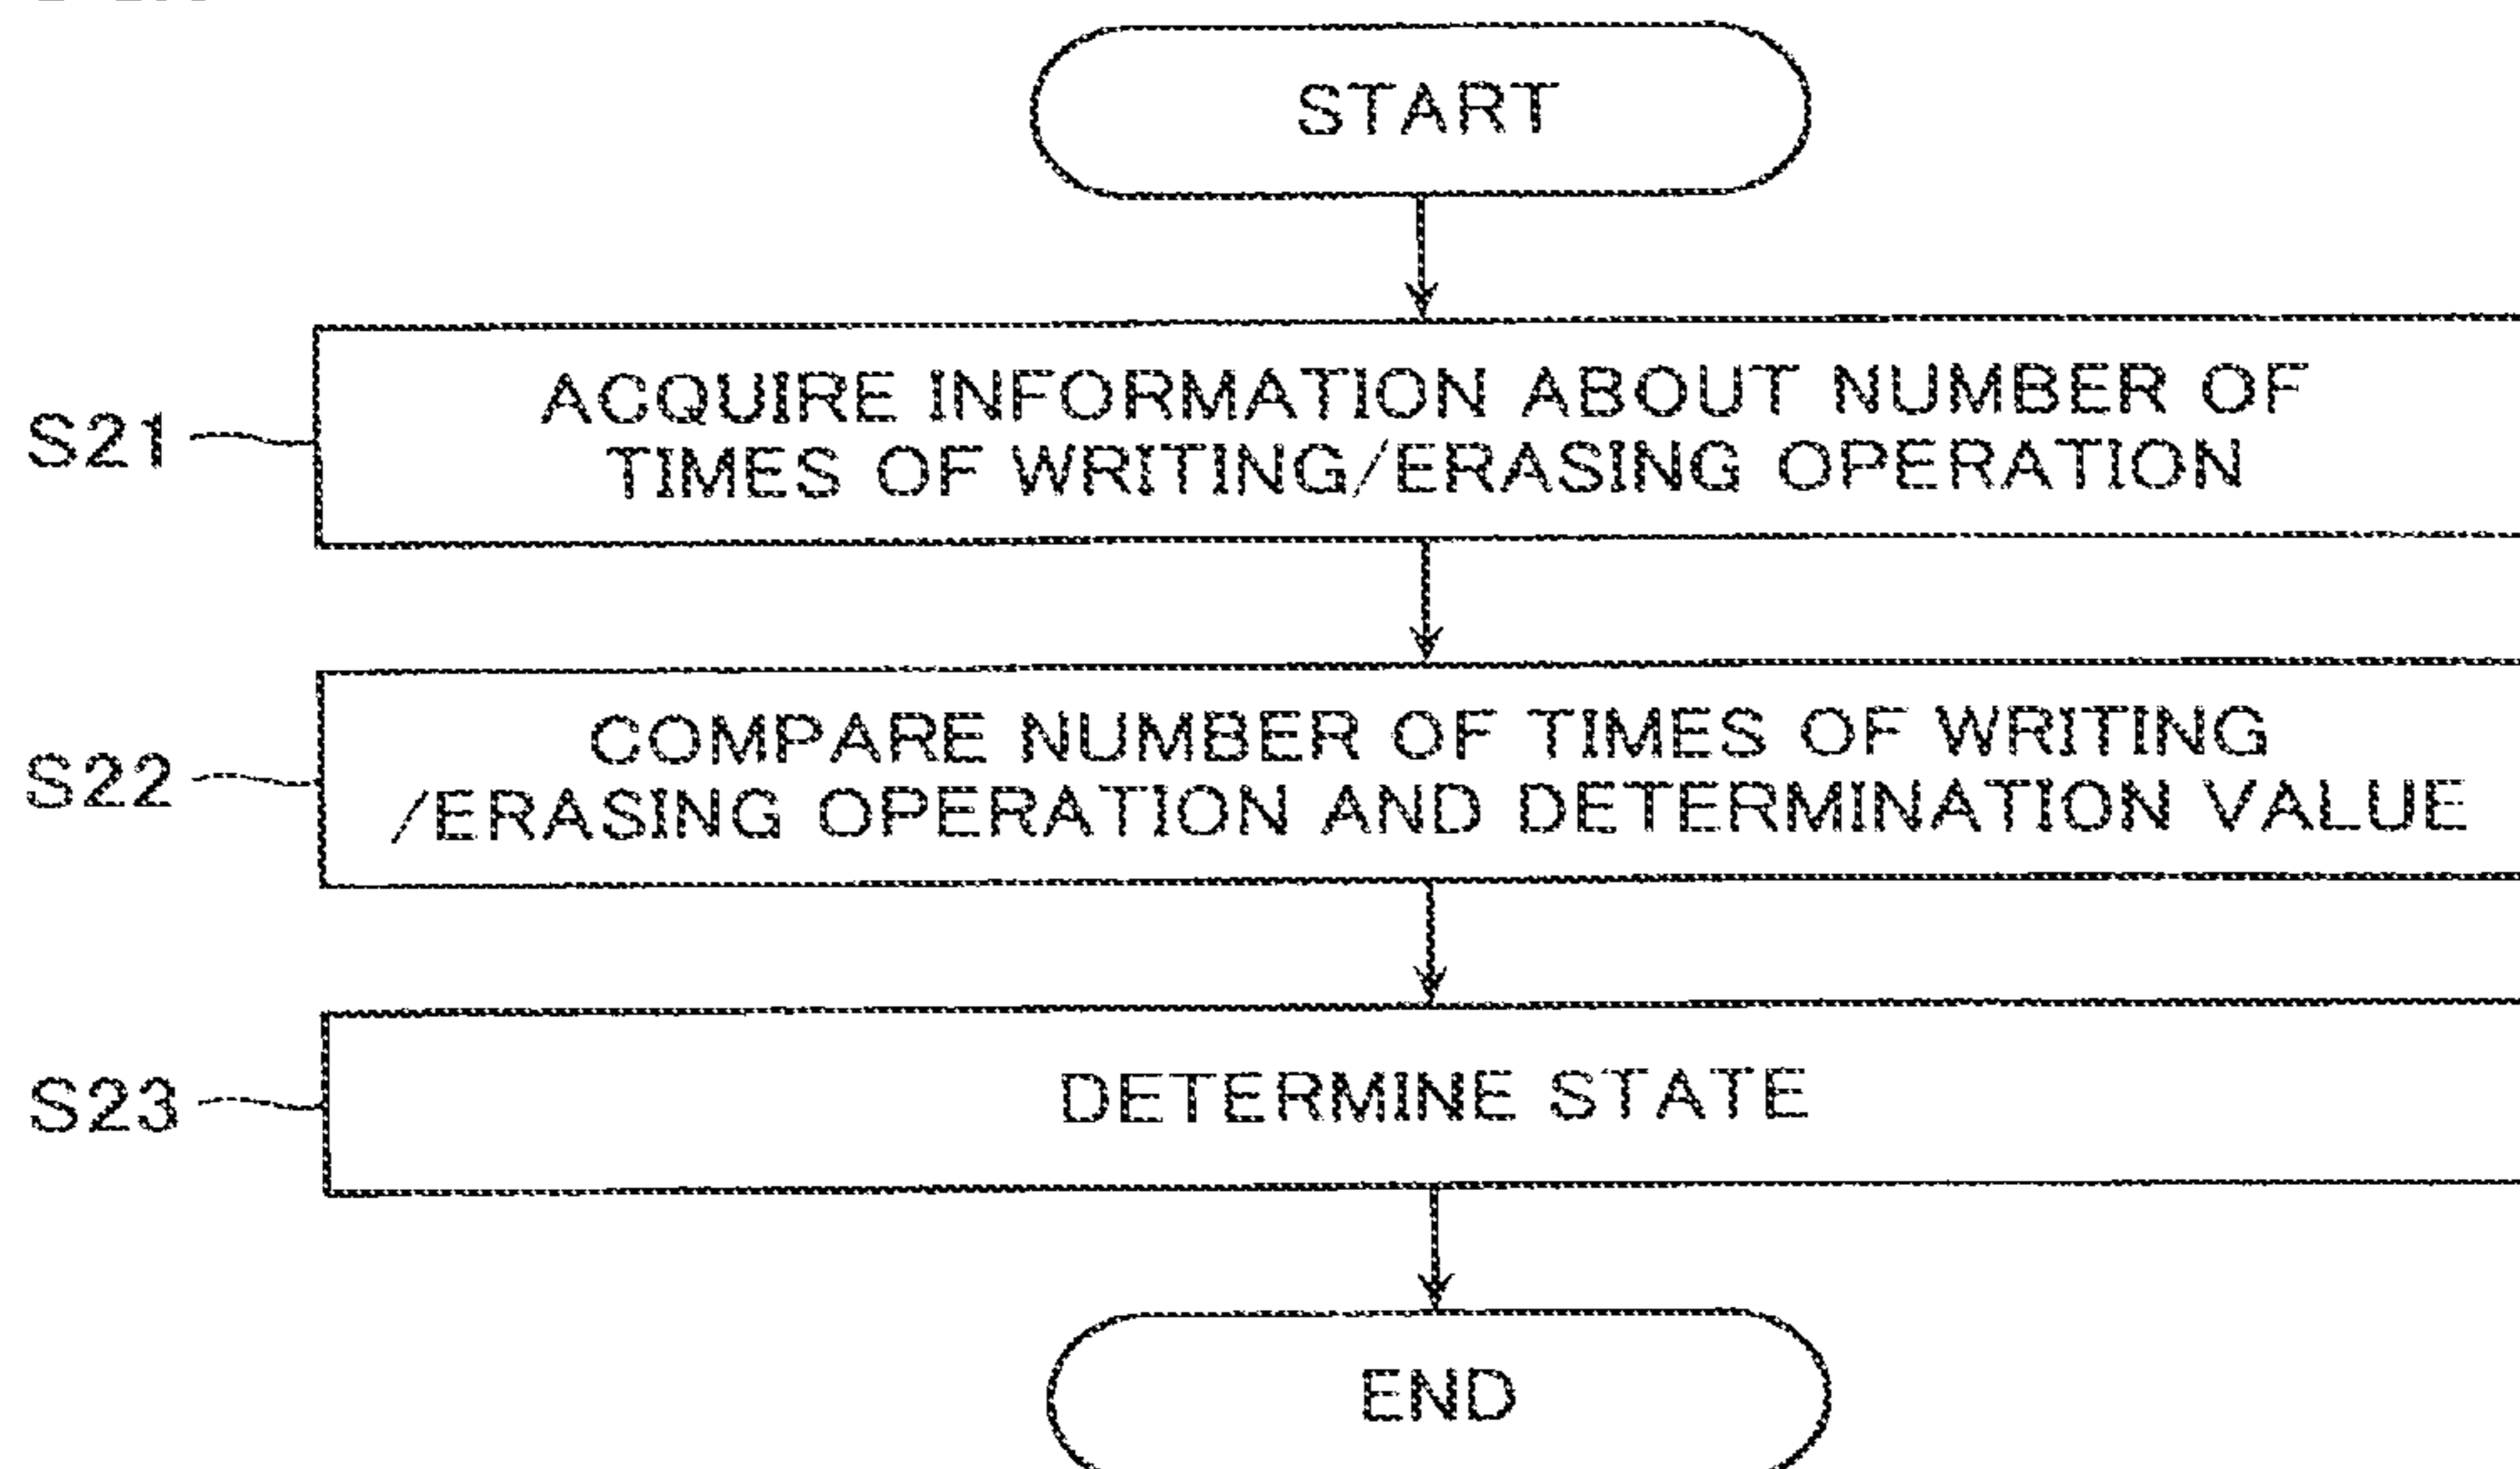 START
S21
ACQUIRE INFORMATION ABOUT NUMBER OF
TIMES OF WRITING/ERASING OPERATION
S22
COMPARE NUMBER OF TIMES OF WRITING
/ERASING OPERATION AND DETERMINATION VALUE
S23
DETERMINE STATE
END